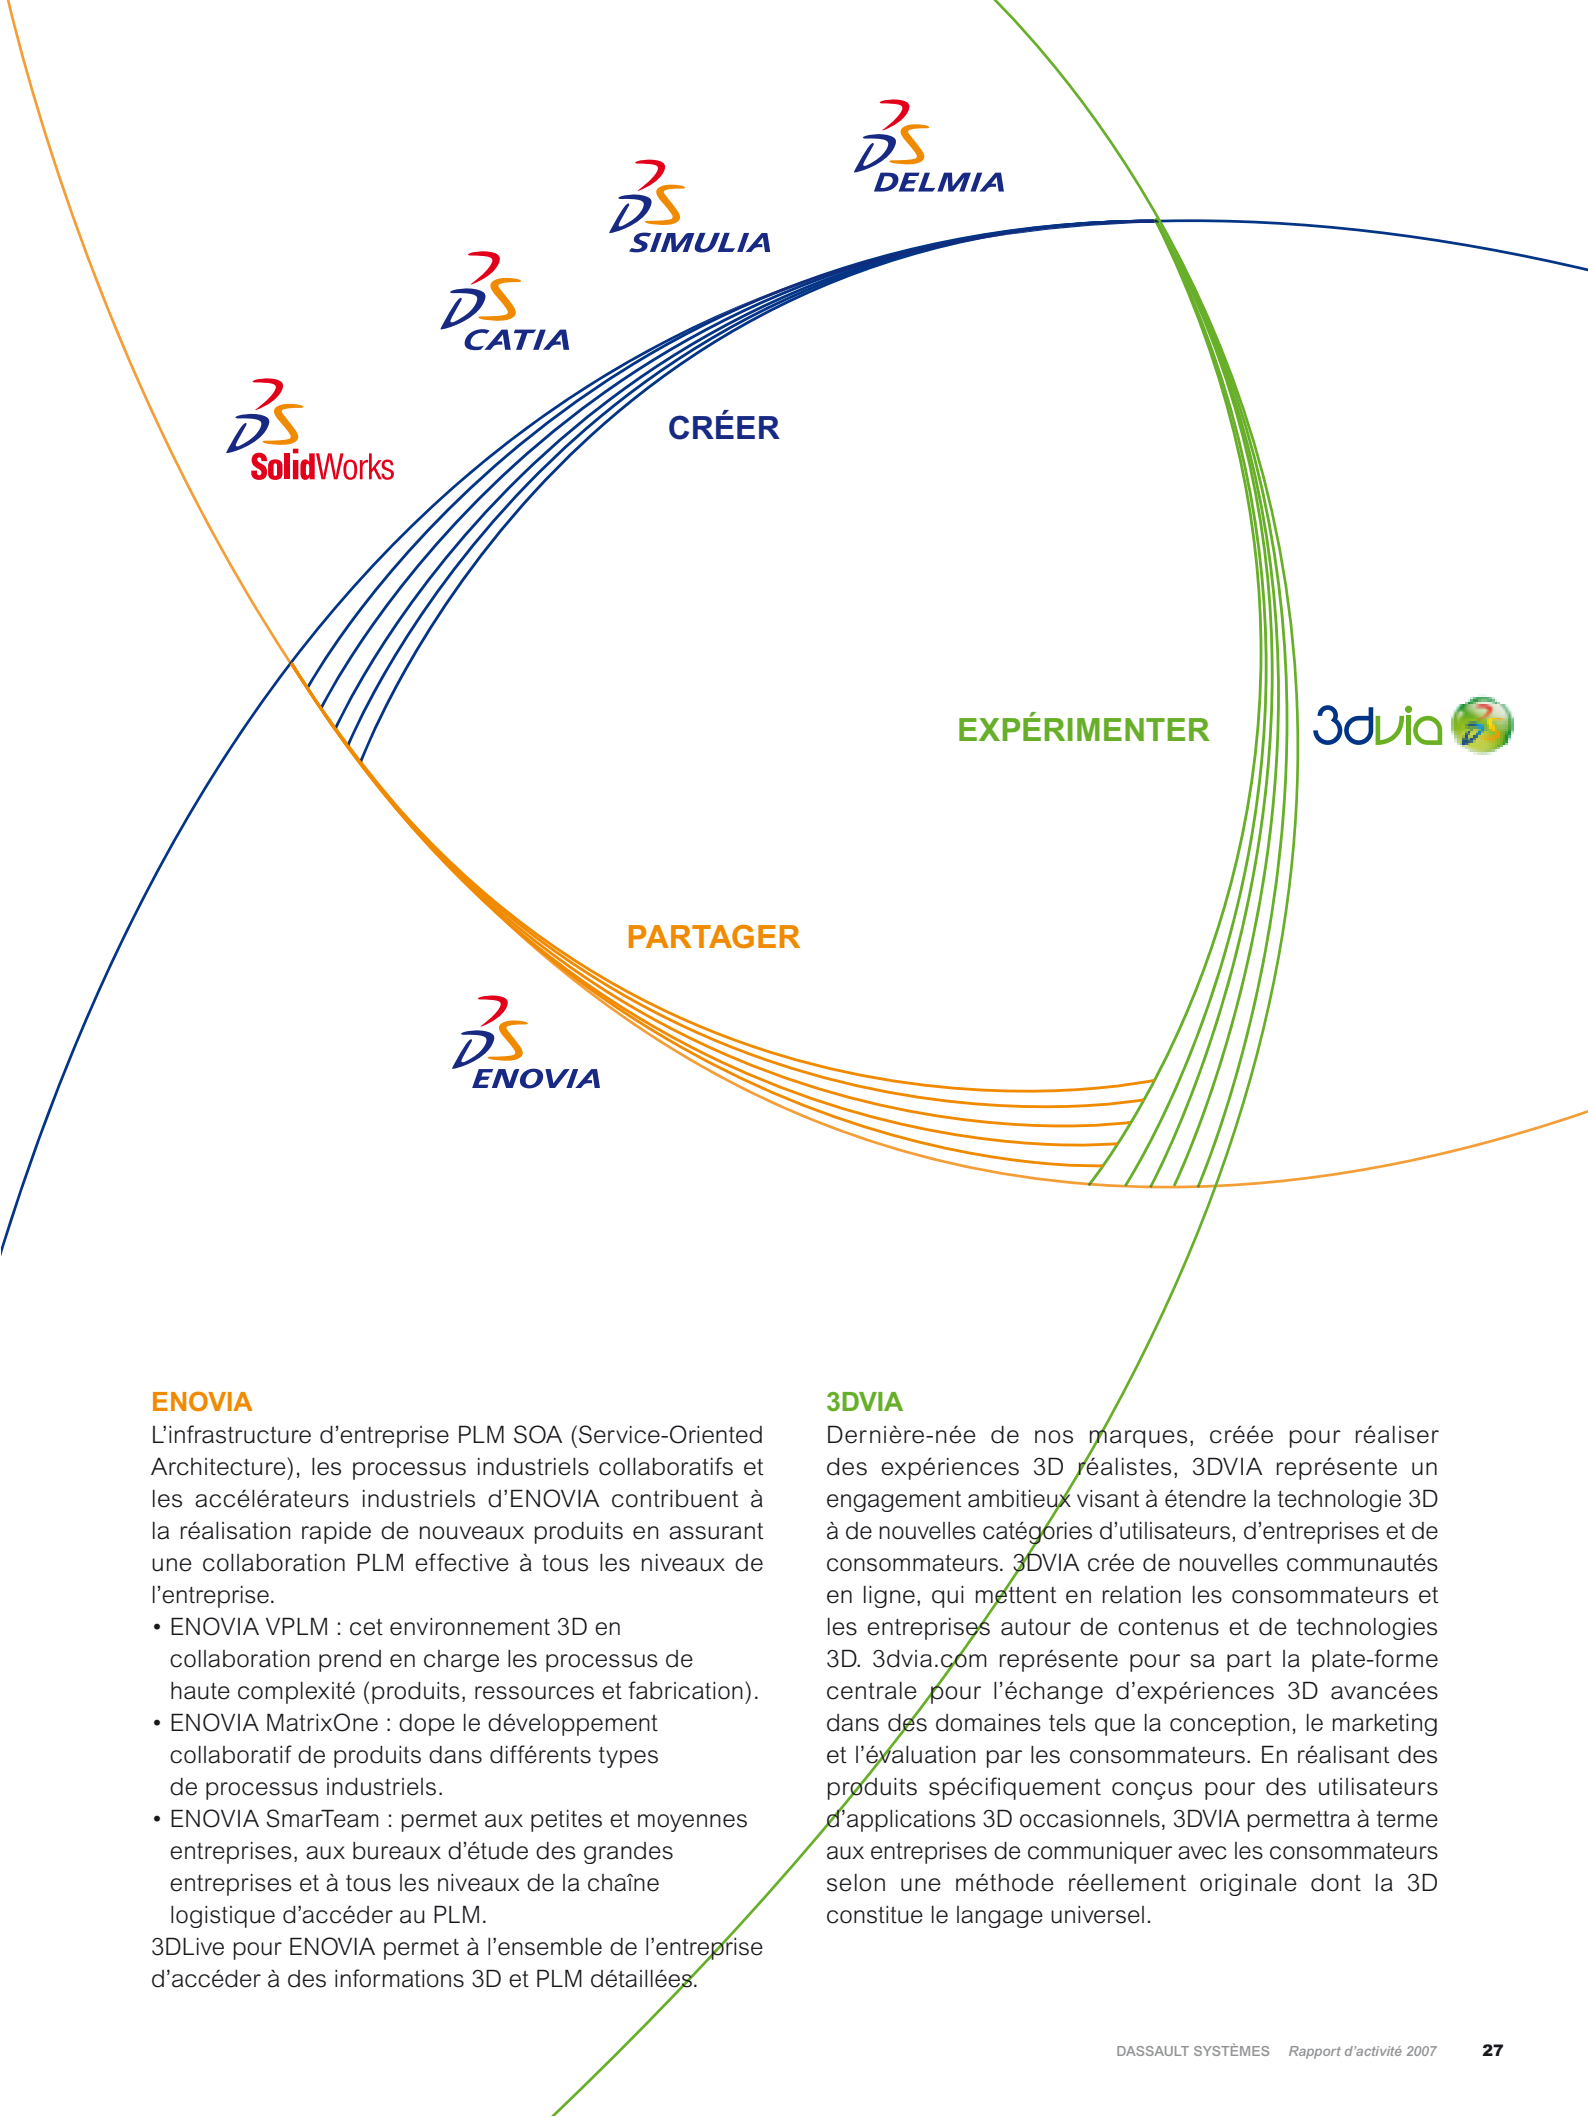 DELMIA
SIMULIA
CATIA
SolidWorks
CRÉER
EXPÉRIMENTER
3dvia
PARTAGER
ENOVIA
ENOVIA
L’infrastructure d’entreprise PLM SOA (Service-Oriented
Architecture), les processus industriels collaboratifs et
les accélérateurs industriels d’ENOVIA contribuent à
la réalisation rapide de nouveaux produits en assurant
une collaboration PLM effective à tous les niveaux de
l’entreprise.
• ENOVIA VPLM : cet environnement 3D en
collaboration prend en charge les processus de
haute complexité (produits, ressources et fabrication).
• ENOVIA MatrixOne : dope le développement
collaboratif de produits dans différents types
de processus industriels.
• ENOVIA SmarTeam : permet aux petites et moyennes
entreprises, aux bureaux d’étude des grandes
entreprises et à tous les niveaux de la chaîne
logistique d’accéder au PLM.
3DLive pour ENOVIA permet à l’ensemble de l’entreprise
d’accéder à des informations 3D et PLM détaillées.
3DVIA
Dernière-née de nos marques, créée pour réaliser
des expériences 3D réalistes, 3DVIA représente un
engagement ambitieux visant à étendre la technologie 3D
à de nouvelles catégories d’utilisateurs, d’entreprises et de
consommateurs. 3DVIA crée de nouvelles communautés
en ligne, qui mettent en relation les consommateurs et
les entreprises autour de contenus et de technologies
3D. 3dvia.com représente pour sa part la plate-forme
centrale pour l’échange d’expériences 3D avancées
dans des domaines tels que la conception, le marketing
et l’évaluation par les consommateurs. En réalisant des
produits spécifiquement conçus pour des utilisateurs
d’applications 3D occasionnels, 3DVIA permettra à terme
aux entreprises de communiquer avec les consommateurs
selon une méthode réellement originale dont la 3D
constitue le langage universel.
DASSAULT SYSTÈMES Rapport d’activité 2007 27